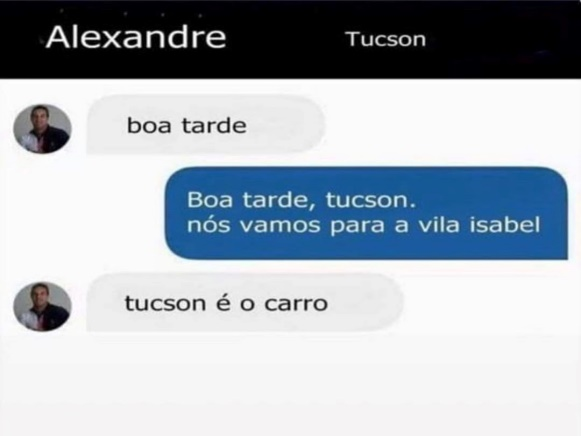 Alexandre Tucson
boa tarde
Boa tarde, tucson.
nós vamos para a vila isabel
tucson é o carro